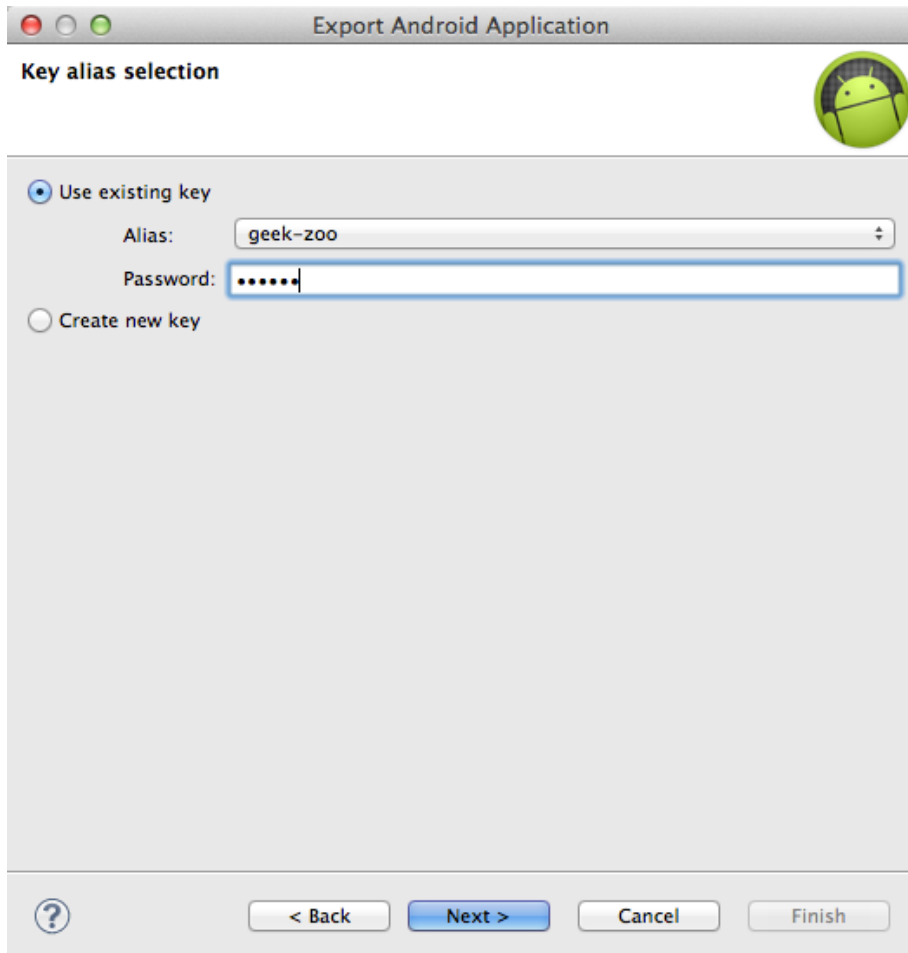 Export Android Application
Key alias selection
Use existing key
Alias: geek-zoo
Password: ••••••
Create new key
? < Back Next > Cancel Finish